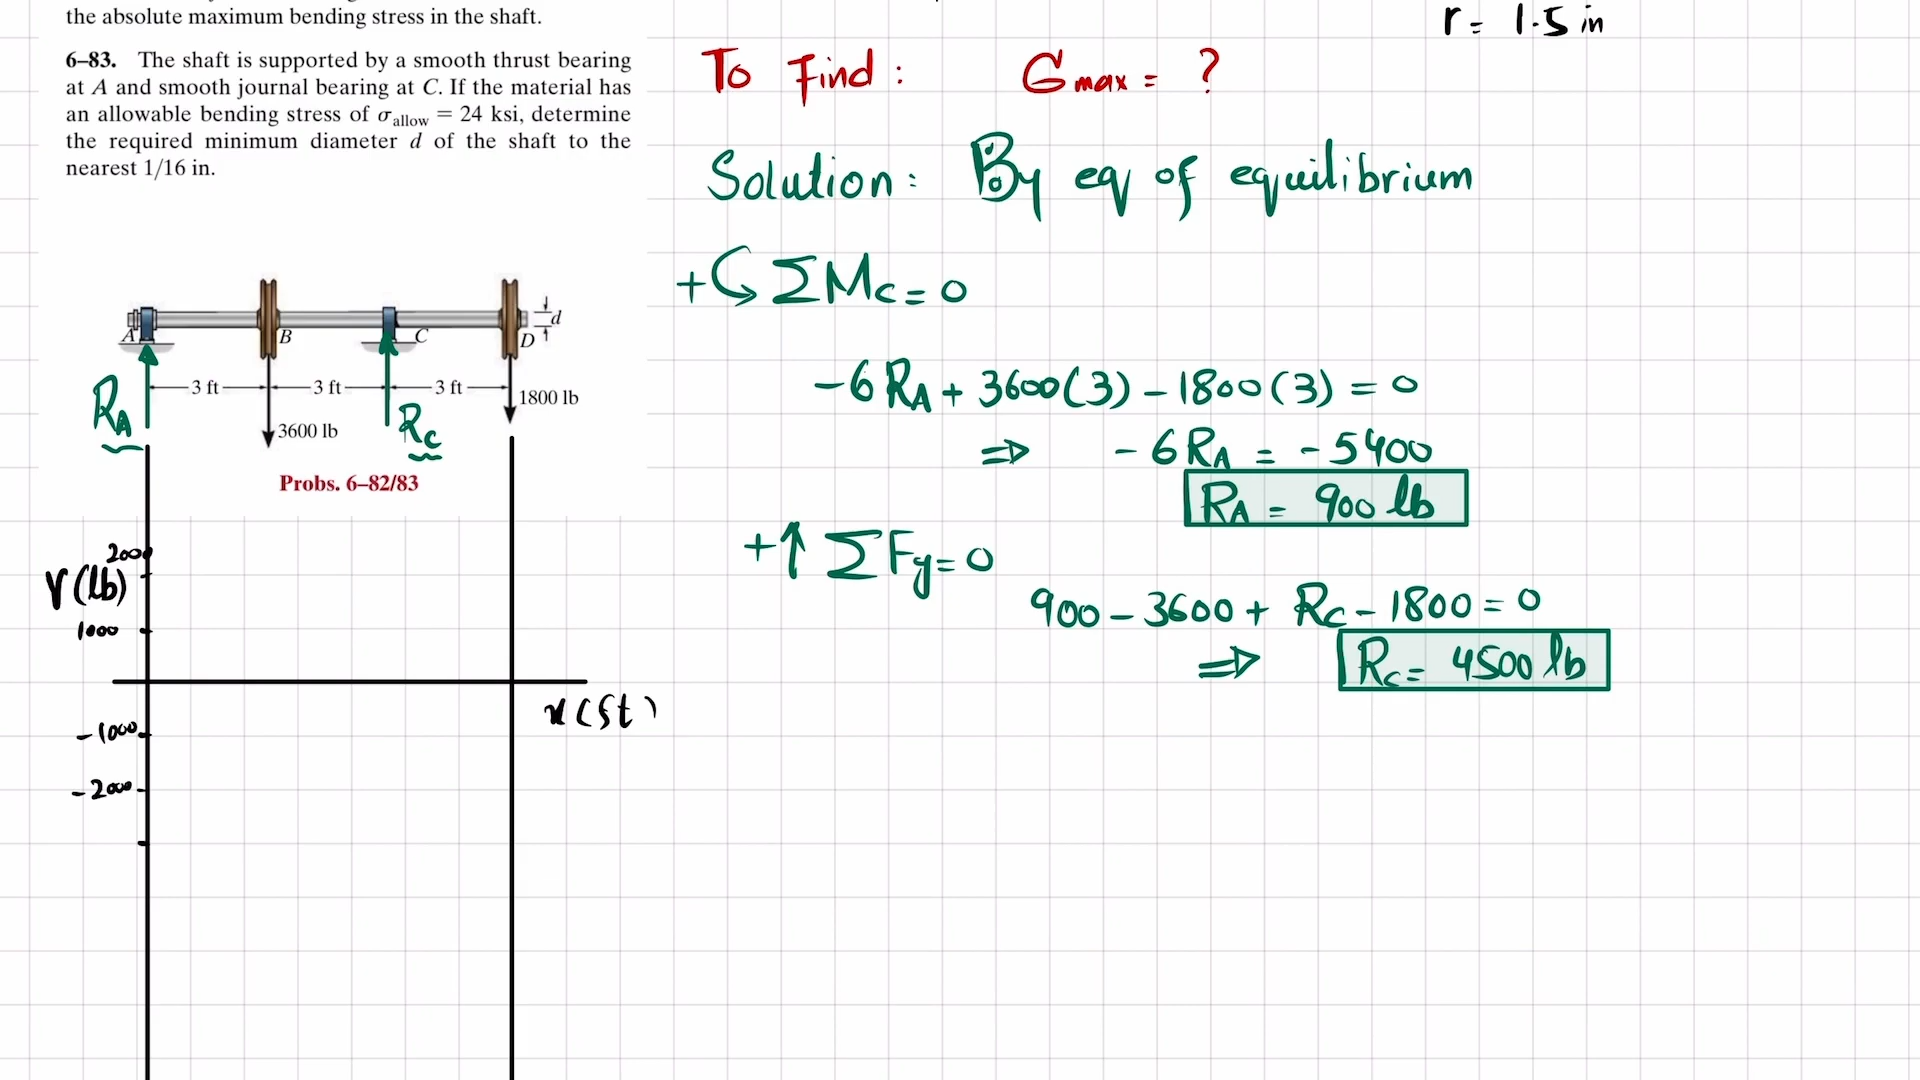 the absolute maximum bending stress in the shaft.
6–83. The shaft is supported by a smooth thrust bearing
at A and smooth journal bearing at C. If the material has
an allowable bending stress of σallow = 24 ksi, determine
the required minimum diameter d of the shaft to the
nearest 1/16 in.
A B C D d
3 ft 3 ft 3 ft
1800 lb
RA RC
3600 lb
Probs. 6–82/83
2000
V(lb)
1000
x(ft)
-1000
-2000
r = 1.5 in
To Find: σmax = ?
Solution: By eq of equilibrium
+ ΣMC = 0
-6RA + 3600(3) - 1800(3) = 0
⇒ -6RA = -5400
RA = 900 lb
+↑ ΣFy = 0
900 - 3600 + RC - 1800 = 0
⇒ RC = 4500 lb